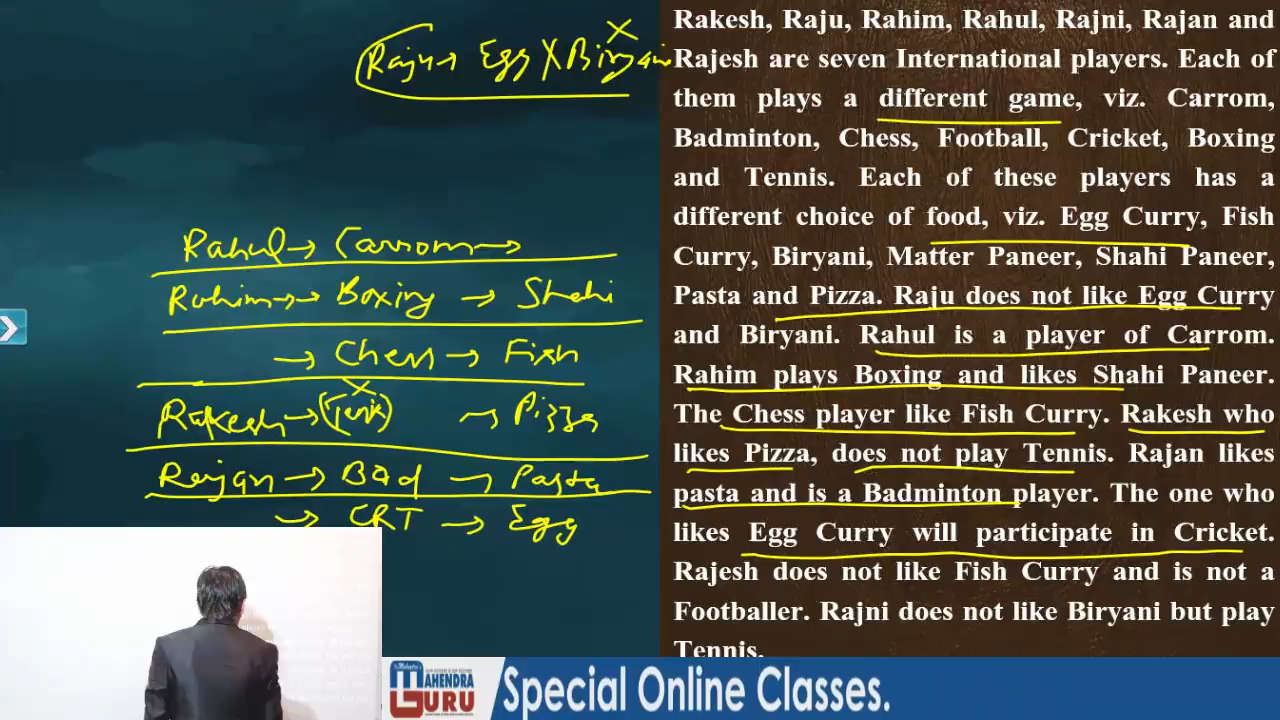 Raju→ Egg X Biryani
X
Rahul→ Carrom→
Rahim→→ Boxing → Shahi
→ Chess → Fish
X
Rakesh→(Tenis) → Pizza
Rajan→ Bad → Pasta
→ CRT → Egg
Rakesh, Raju, Rahim, Rahul, Rajni, Rajan and
Rajesh are seven International players. Each of
them plays a different game, viz. Carrom,
Badminton, Chess, Football, Cricket, Boxing
and Tennis. Each of these players has a
different choice of food, viz. Egg Curry, Fish
Curry, Biryani, Matter Paneer, Shahi Paneer,
Pasta and Pizza. Raju does not like Egg Curry
and Biryani. Rahul is a player of Carrom.
Rahim plays Boxing and likes Shahi Paneer.
The Chess player like Fish Curry. Rakesh who
likes Pizza, does not play Tennis. Rajan likes
pasta and is a Badminton player. The one who
likes Egg Curry will participate in Cricket.
Rajesh does not like Fish Curry and is not a
Footballer. Rajni does not like Biryani but play
Tennis.
MAHENDRA
GURU
Special Online Classes.